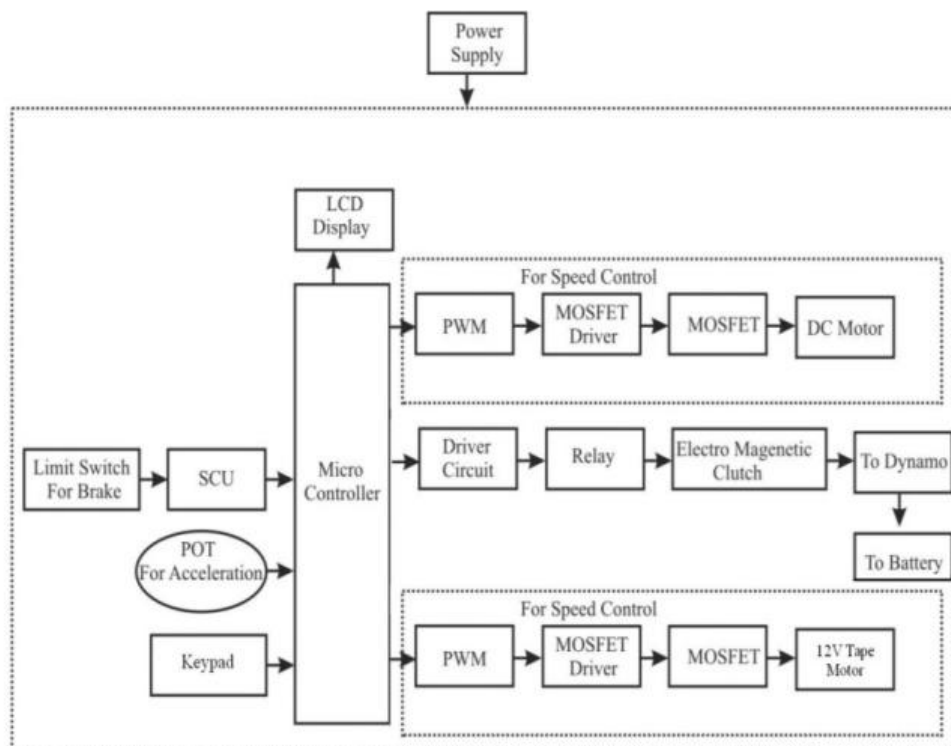 Power
Supply
LCD
Display
For Speed Control
PWM
MOSFET
Driver
MOSFET
DC Motor
Limit Switch
For Brake
SCU
Micro
Controller
Driver
Circuit
Relay
Electro Magenetic
Clutch
To Dynamo
To Battery
POT
For Acceleration
Keypad
For Speed Control
PWM
MOSFET
Driver
MOSFET
12V Tape
Motor